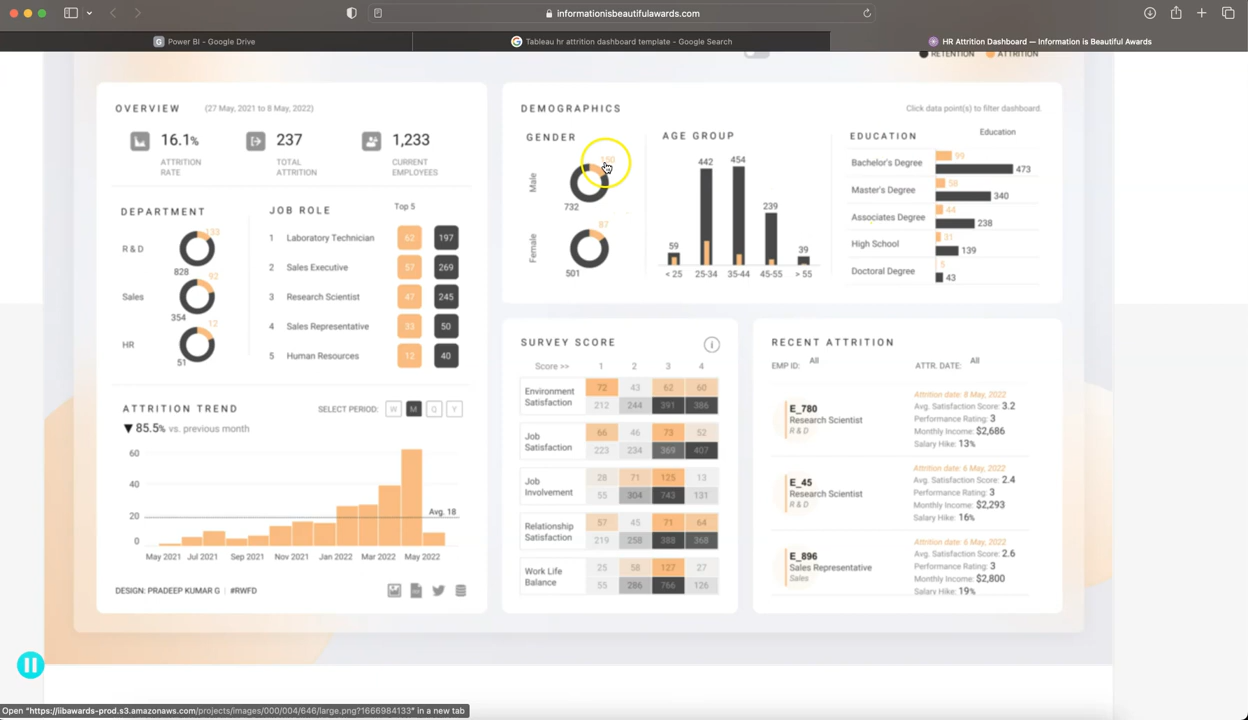 informationisbeautifulawards.com
Power BI - Google Drive
Tableau hr attrition dashboard template - Google Search
HR Attrition Dashboard — Information is Beautiful Awards
RETENTION ATTRITION
OVERVIEW (27 May, 2021 to 8 May, 2022)
16.1% 237 1,233
ATTRITION RATE
TOTAL ATTRITION
CURRENT EMPLOYEES
DEPARTMENT
R & D 133 828
Sales 92 354
HR 12 51
JOB ROLE Top 5
1 Laboratory Technician 62 197
2 Sales Executive 57 269
3 Research Scientist 47 245
4 Sales Representative 33 50
5 Human Resources 12 40
ATTRITION TREND SELECT PERIOD: W M Q Y
▼ 85.5% vs. previous month
60
40
20
0
Avg. 18
May 2021 Jul 2021 Sep 2021 Nov 2021 Jan 2022 Mar 2022 May 2022
DESIGN: PRADEEP KUMAR G | #RWFD
DEMOGRAPHICS Click data point(s) to filter dashboard.
GENDER
Male 150 732
Female 87 501
AGE GROUP
59 442 454 239 39
< 25 25-34 35-44 45-55 > 55
EDUCATION Education
Bachelor's Degree 99 473
Master's Degree 58 340
Associates Degree 44 238
High School 31 139
Doctoral Degree 5 43
SURVEY SCORE
Score >> 1 2 3 4
Environment Satisfaction
72 43 62 60
212 244 391 386
Job Satisfaction
66 46 73 52
223 234 369 407
Job Involvement
28 71 125 13
55 304 743 131
Relationship Satisfaction
57 45 71 64
219 258 388 368
Work Life Balance
25 58 127 27
55 286 766 126
RECENT ATTRITION
EMP ID: All ATTR. DATE: All
E_780
Research Scientist
R & D
Attrition date: 8 May, 2022
Avg. Satisfaction Score: 3.2
Performance Rating: 3
Monthly Income: $2,686
Salary Hike: 13%
E_45
Research Scientist
R & D
Attrition date: 6 May, 2022
Avg. Satisfaction Score: 2.4
Performance Rating: 3
Monthly Income: $2,293
Salary Hike: 16%
E_896
Sales Representative
Sales
Attrition date: 6 May, 2022
Avg. Satisfaction Score: 2.6
Performance Rating: 3
Monthly Income: $2,800
Salary Hike: 19%
Open "https://iibawards-prod.s3.amazonaws.com/projects/images/000/004/646/large.png?1666984133" in a new tab